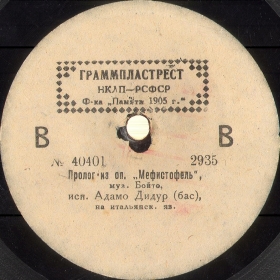 ГРАММПЛАСТРЕСТ
НКЛП—РСФСР
Ф-ка „Памяти 1905 г."
В В
№ 40401 2935
Пролог из оп. „Мефистофель",
муз. Бойто,
исп. Адамо Дидур (бас),
на итальянск. яз.